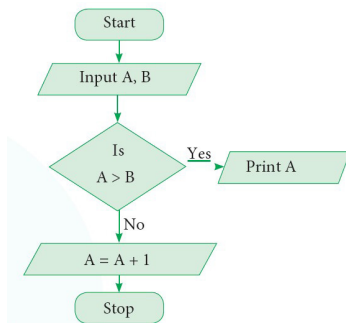 Start
Input A, B
Is
A > B
Yes
Print A
No
A = A + 1
Stop